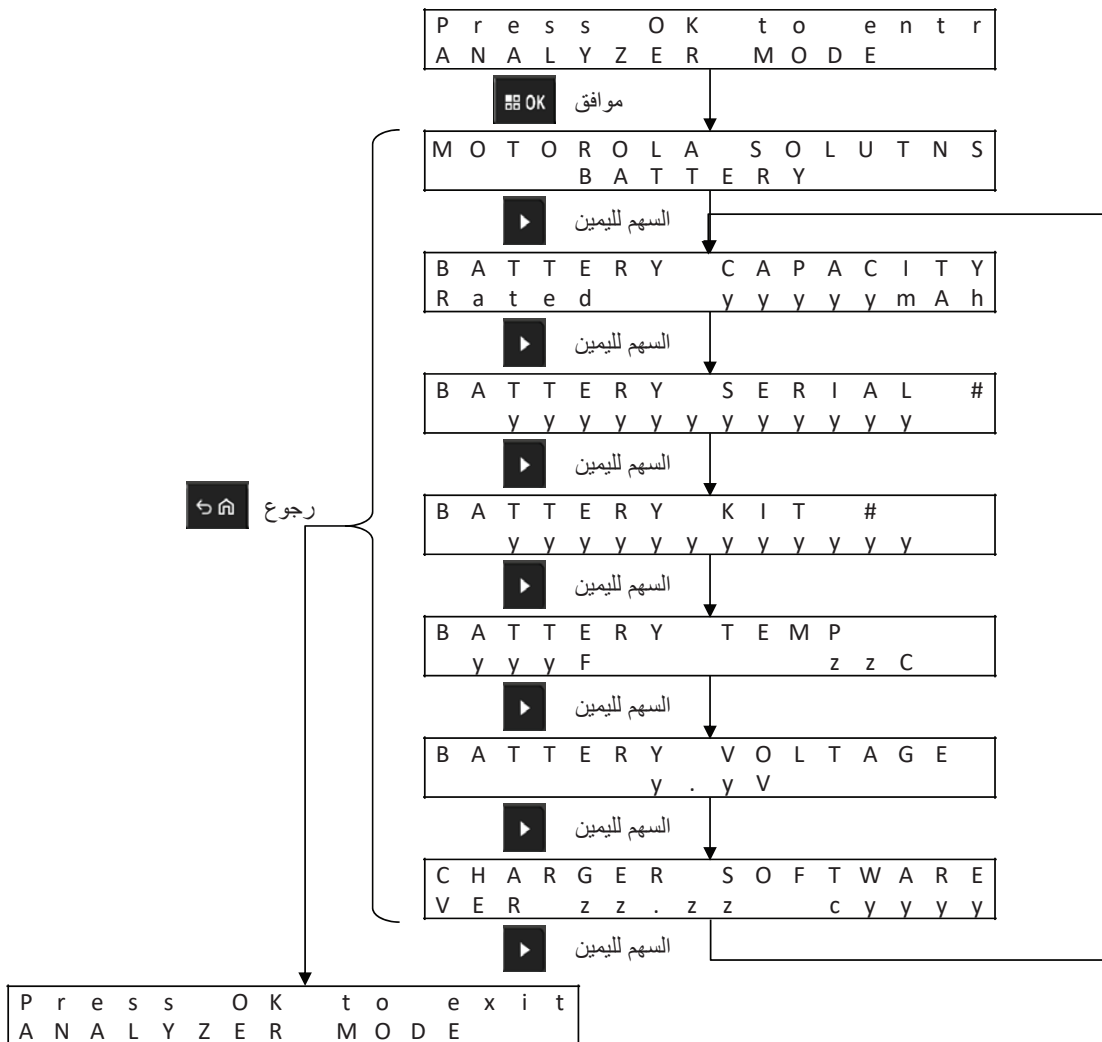 Press OK to entr
ANALYZER MODE
OK موافق
MOTOROLA SOLUTNS
BATTERY
السهم لليمين
BATTERY CAPACITY
Rated yyyyymAh
السهم لليمين
BATTERY SERIAL #
yyyyyyyyyyyy
السهم لليمين
رجوع
BATTERY KIT #
yyyyyyyyyyyy
السهم لليمين
BATTERY TEMP
yyyF zzC
السهم لليمين
BATTERY VOLTAGE
y.yV
السهم لليمين
CHARGER SOFTWARE
VER zz.zz cyyyy
السهم لليمين
Press OK to exit
ANALYZER MODE